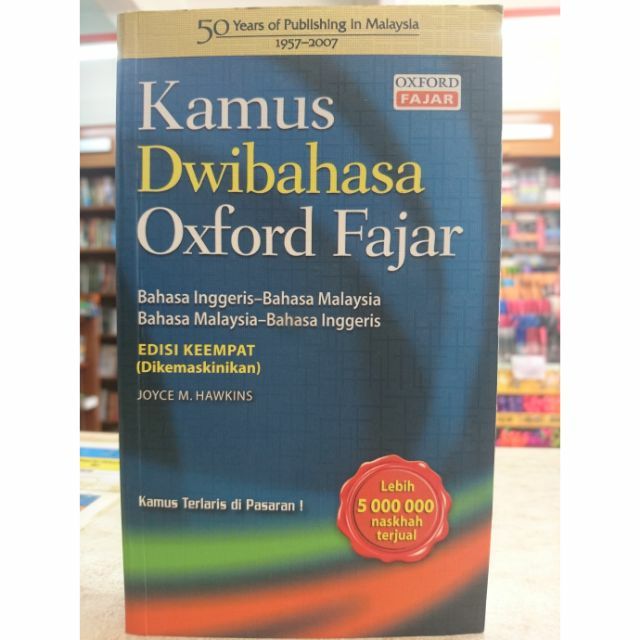 50 Years of Publishing in Malaysia
1957–2007
OXFORD
FAJAR
Kamus
Dwibahasa
Oxford Fajar
Bahasa Inggeris–Bahasa Malaysia
Bahasa Malaysia–Bahasa Inggeris
EDISI KEEMPAT
(Dikemaskinikan)
JOYCE M. HAWKINS
Kamus Terlaris di Pasaran !
Lebih
5 000 000
naskhah
terjual